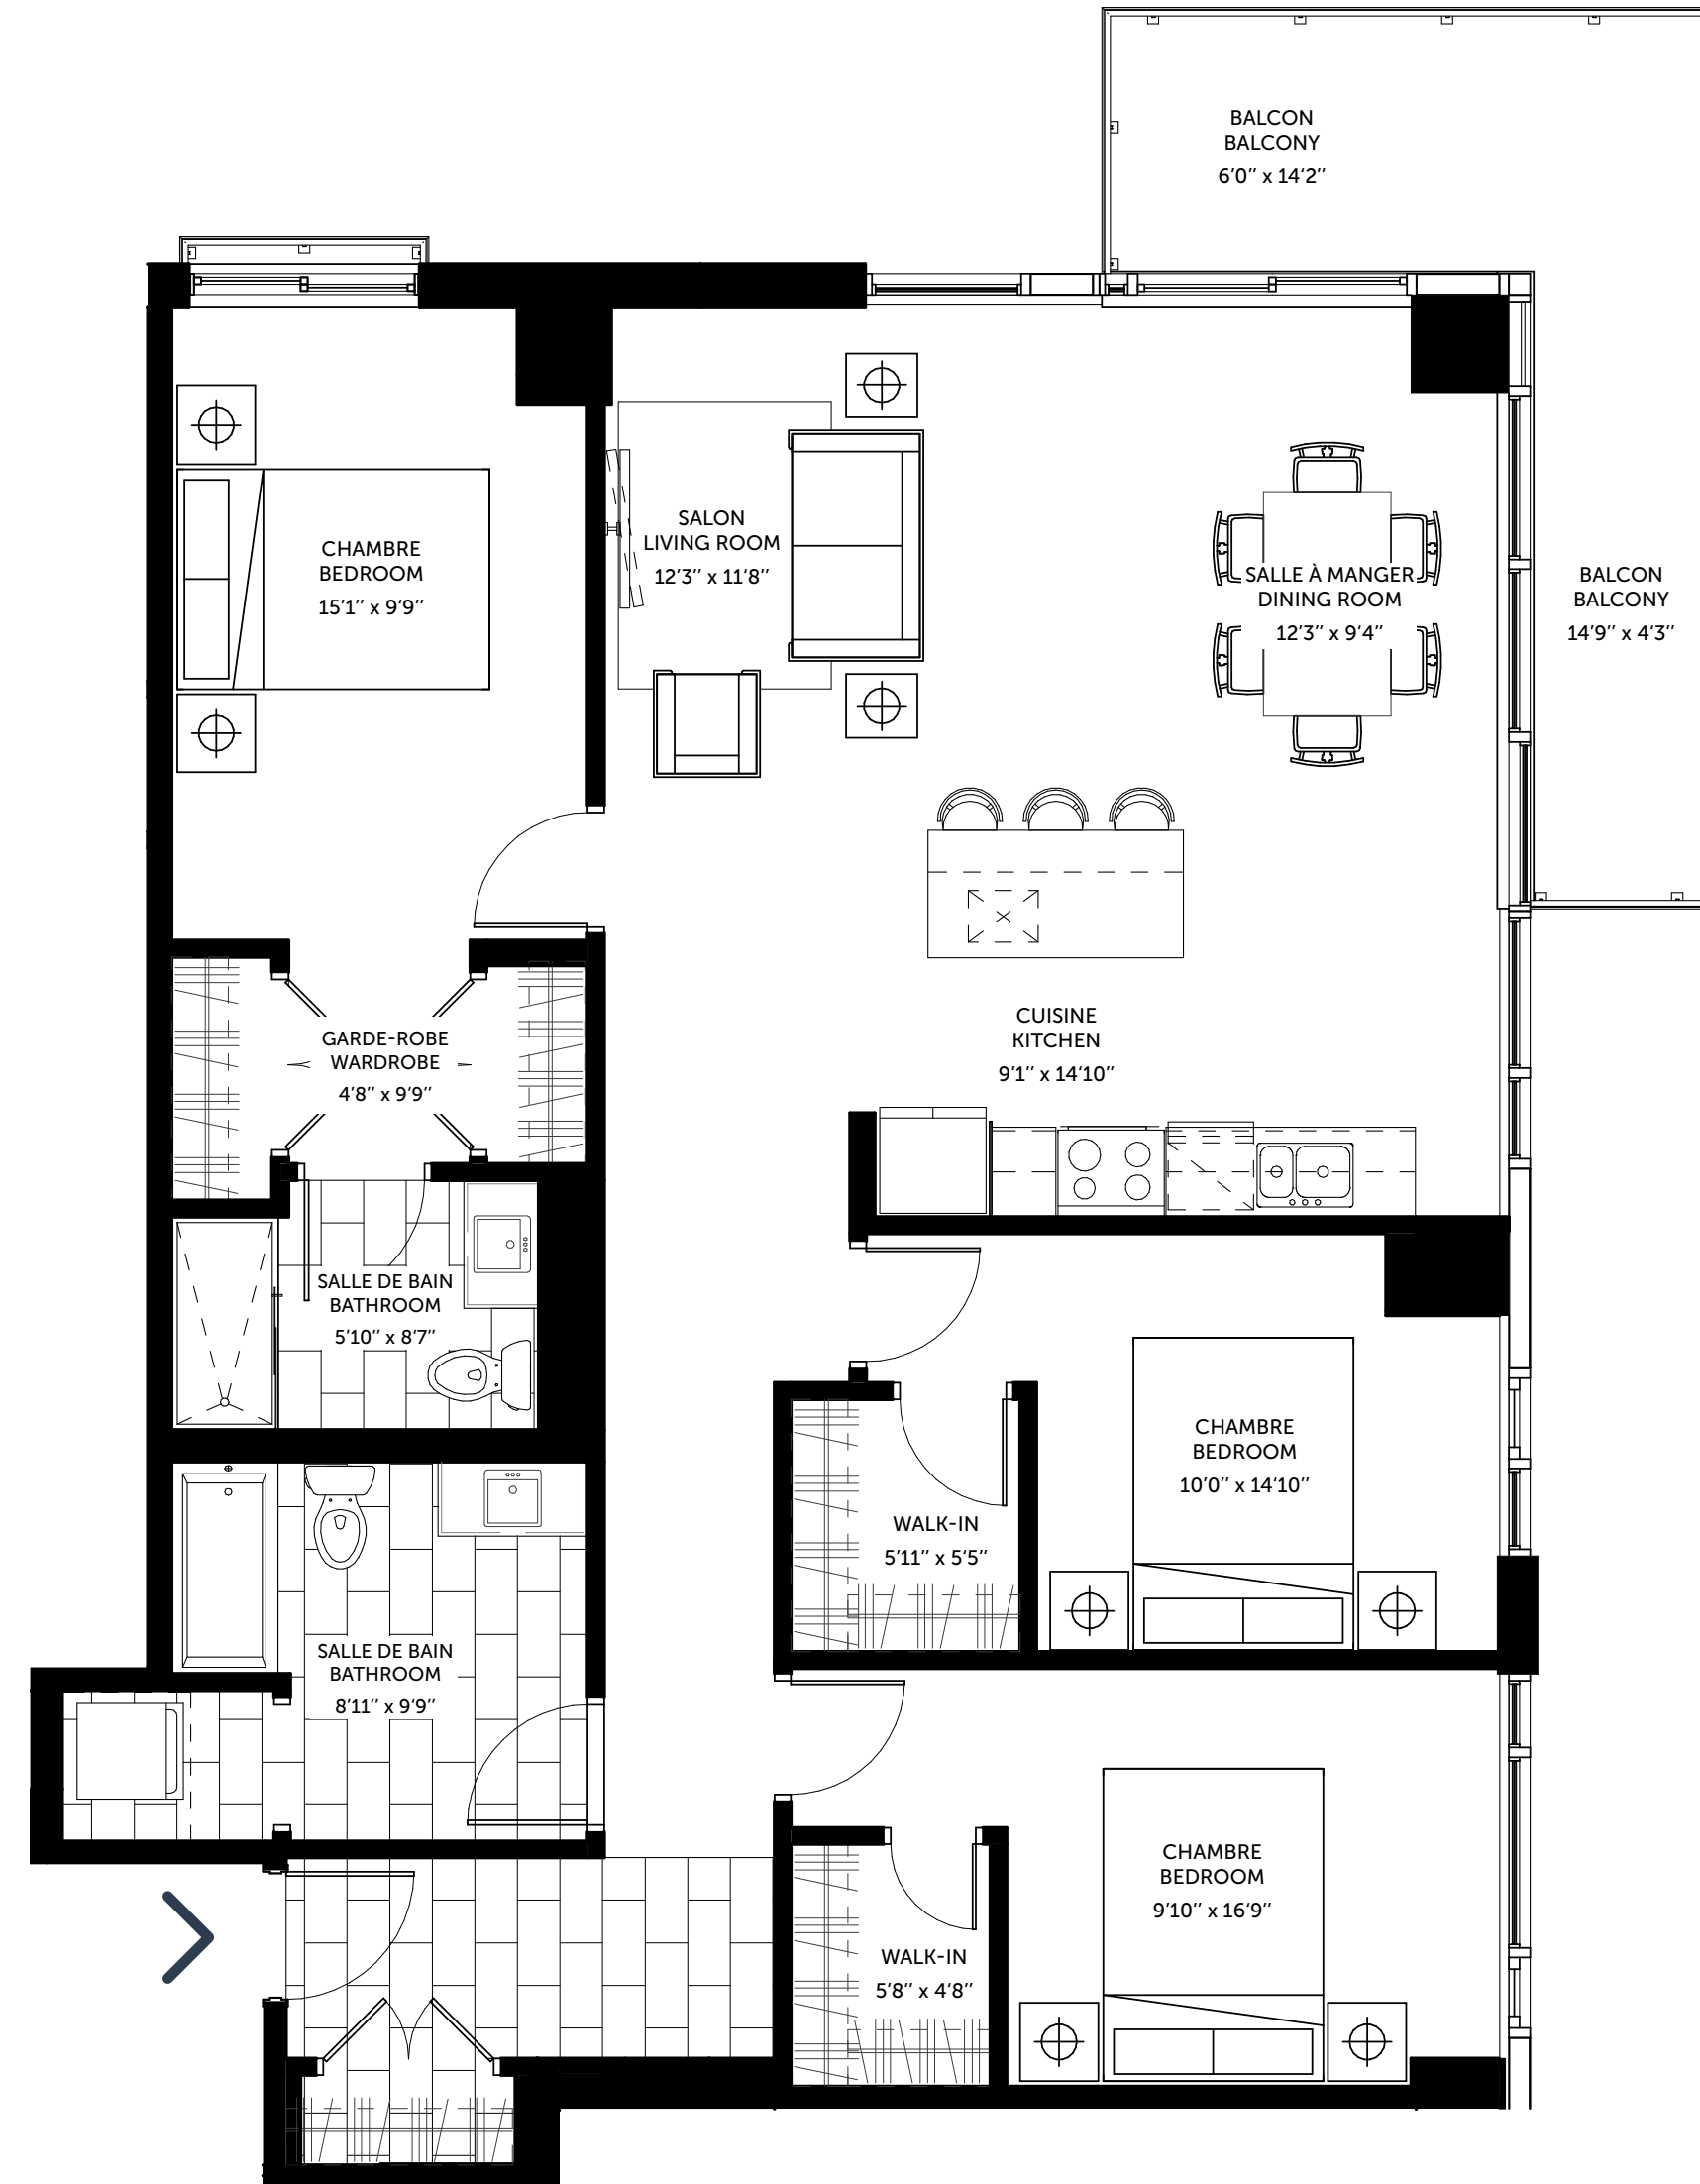 BALCON
BALCONY
6'0'' x 14'2''
CHAMBRE
BEDROOM
15'1'' x 9'9''
SALON
LIVING ROOM
12'3'' x 11'8''
SALLE À MANGER
DINING ROOM
12'3'' x 9'4''
BALCON
BALCONY
14'9'' x 4'3''
GARDE-ROBE
WARDROBE
4'8'' x 9'9''
CUISINE
KITCHEN
9'1'' x 14'10''
SALLE DE BAIN
BATHROOM
5'10'' x 8'7''
CHAMBRE
BEDROOM
10'0'' x 14'10''
WALK-IN
5'11'' x 5'5''
SALLE DE BAIN
BATHROOM
8'11'' x 9'9''
CHAMBRE
BEDROOM
9'10'' x 16'9''
WALK-IN
5'8'' x 4'8''